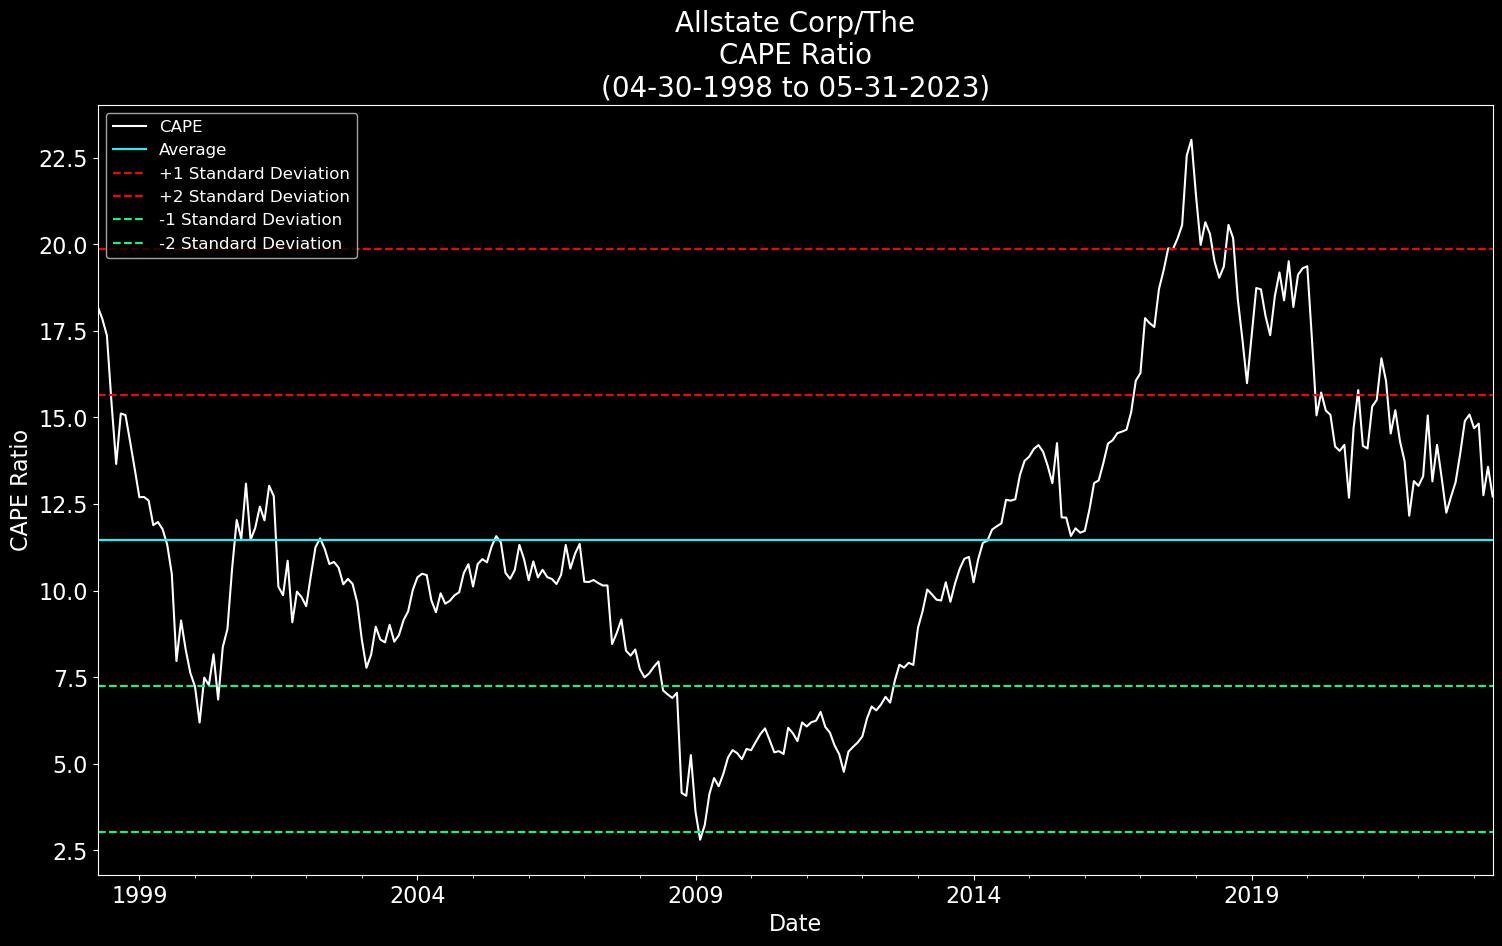 Allstate Corp/The
CAPE Ratio
(04-30-1998 to 05-31-2023)
CAPE
Average
+1 Standard Deviation
+2 Standard Deviation
-1 Standard Deviation
-2 Standard Deviation
22.5
20.0
17.5
15.0
12.5
10.0
7.5
5.0
2.5
CAPE Ratio
1999 2004 2009 2014 2019
Date